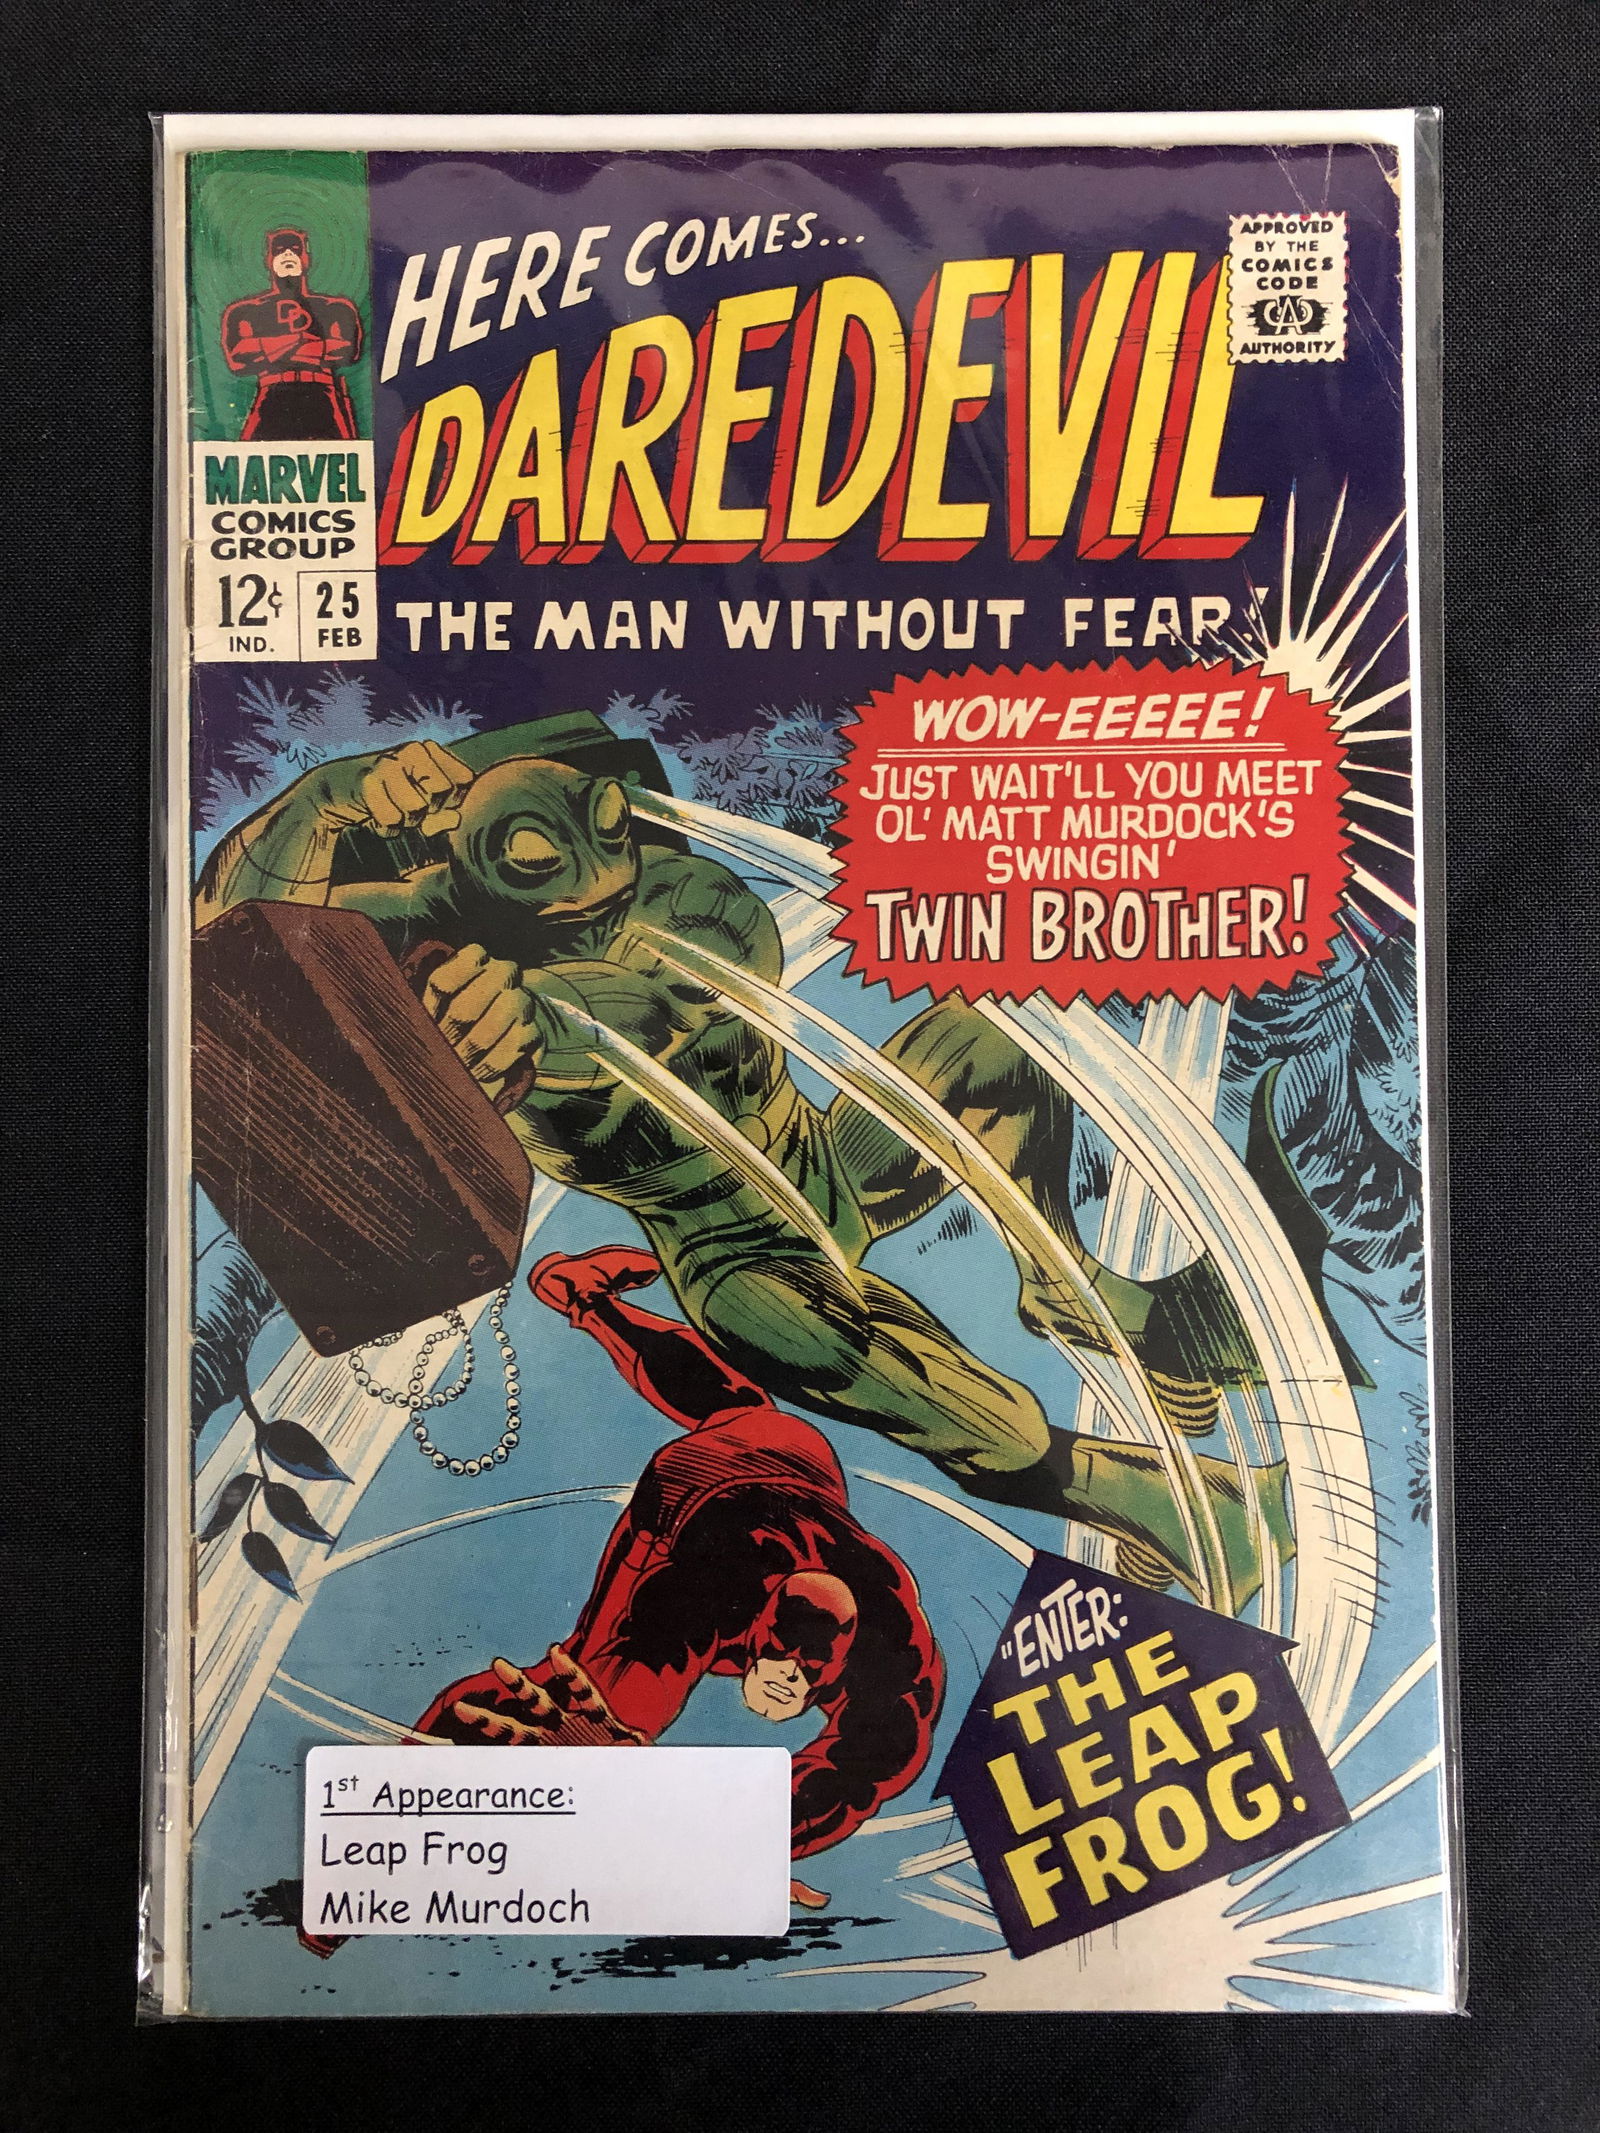 HERE COMES...
DAREDEVIL
THE MAN WITHOUT FEAR!
APPROVED
BY THE
COMICS
CODE
CA
AUTHORITY
DD
MARVEL
COMICS
GROUP
12¢
IND.
25
FEB
WOW-EEEEE!
JUST WAIT'LL YOU MEET
OL' MATT MURDOCK'S
SWINGIN'
TWIN BROTHER!
"ENTER:
THE
LEAP
FROG!
1st Appearance:
Leap Frog
Mike Murdoch